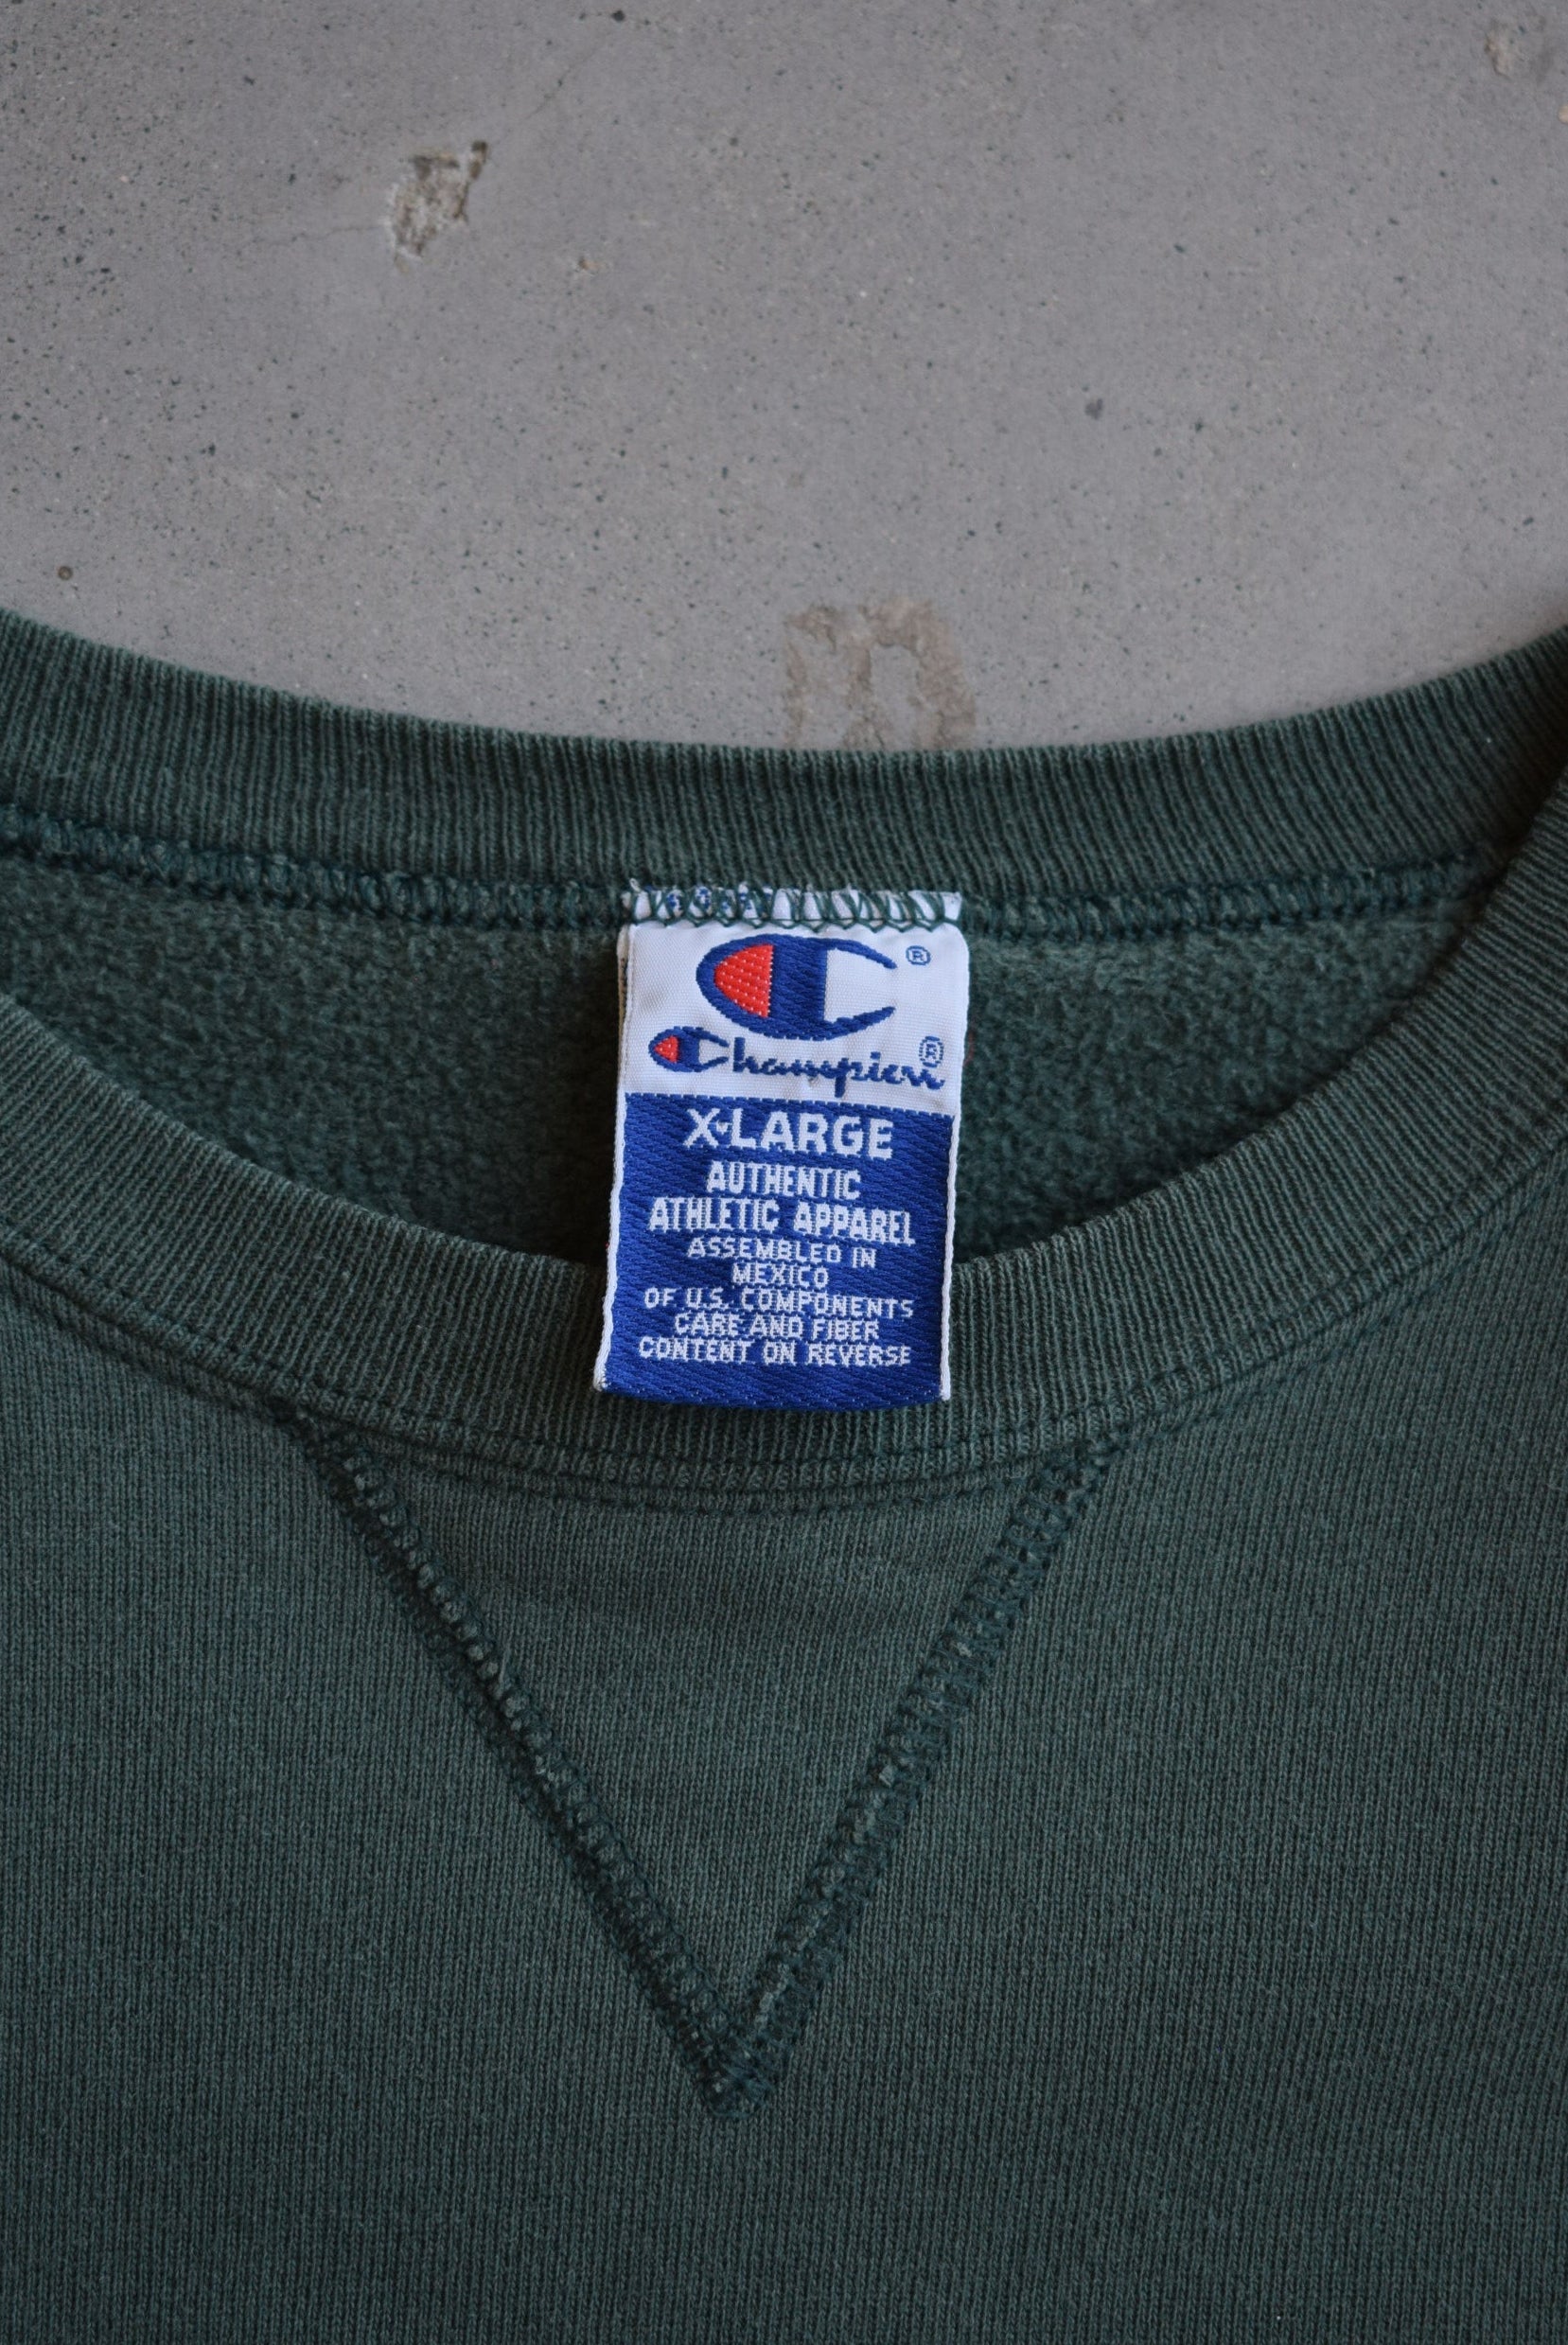 ®
Champion®
X-LARGE
AUTHENTIC
ATHLETIC APPAREL
ASSEMBLED IN
MEXICO
OF U.S. COMPONENTS
CARE AND FIBER
CONTENT ON REVERSE